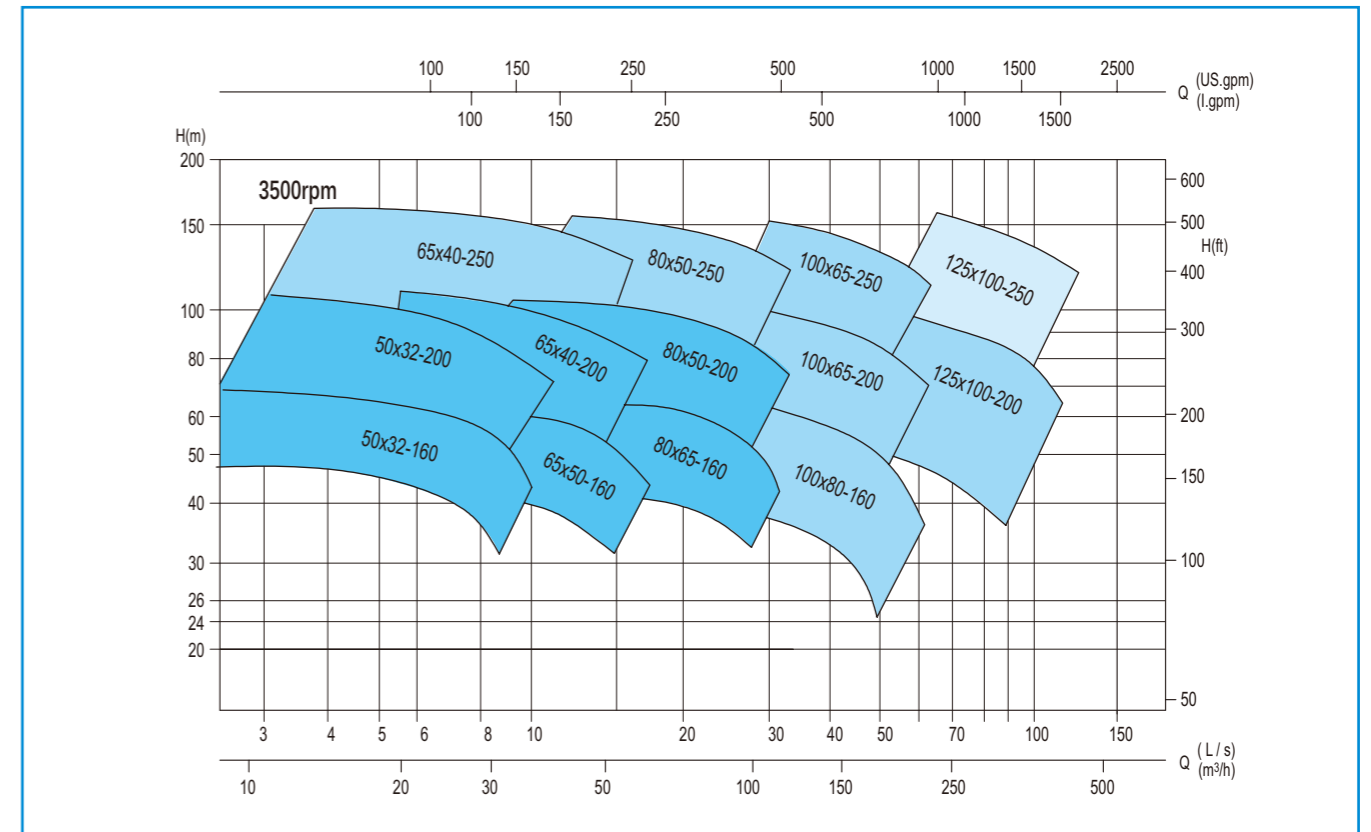 100 150 250 500 1000 1500 2500
Q (US.gpm)
(I.gpm)
100 150 250 500 1000 1500
H(m)
200
150
100
80
60
50
40
30
26
24
20
3500rpm
65x40-250
80x50-250
100x65-250
125x100-250
50x32-200
65x40-200
80x50-200
100x65-200
125x100-200
50x32-160
65x50-160
80x65-160
100x80-160
600
500
H(ft)
400
300
200
150
100
50
3 4 5 6 8 10 20 30 40 50 70 100 150
Q (L/s)
(m³/h)
10 20 30 50 100 150 250 500